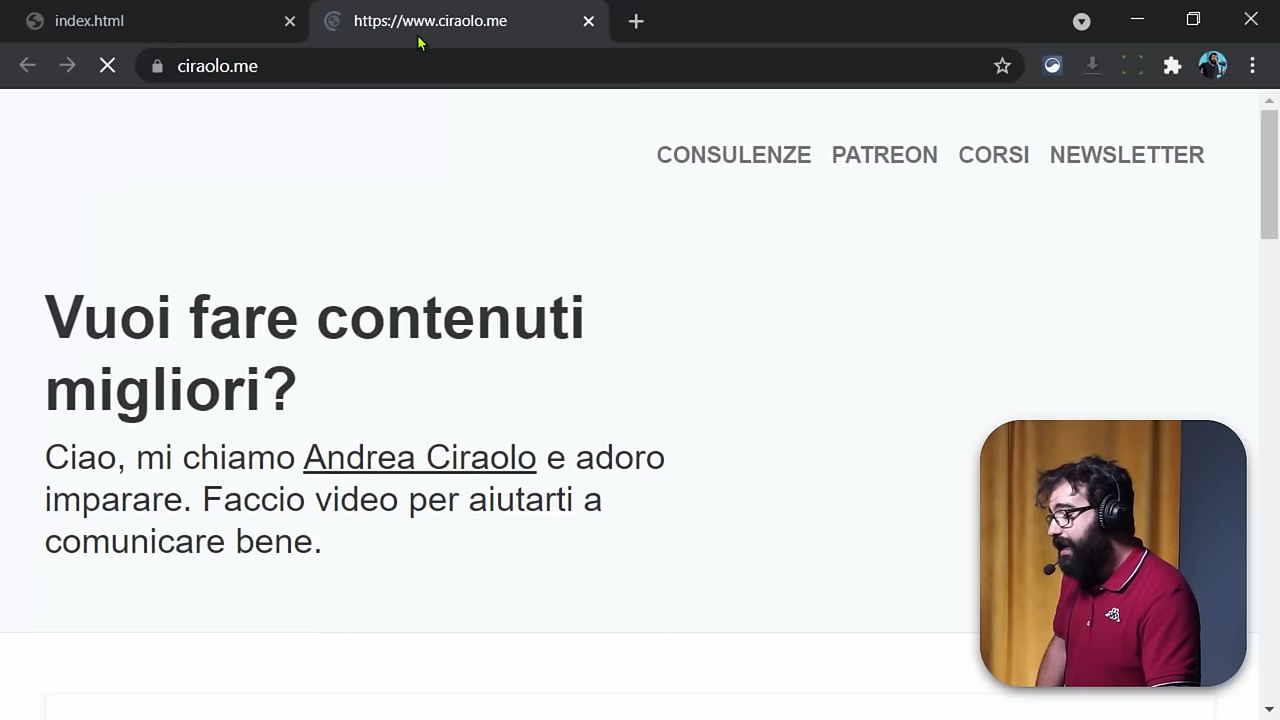 index.html
https://www.ciraolo.me
ciraolo.me
CONSULENZE PATREON CORSI NEWSLETTER
Vuoi fare contenuti
migliori?
Ciao, mi chiamo Andrea Ciraolo e adoro
imparare. Faccio video per aiutarti a
comunicare bene.